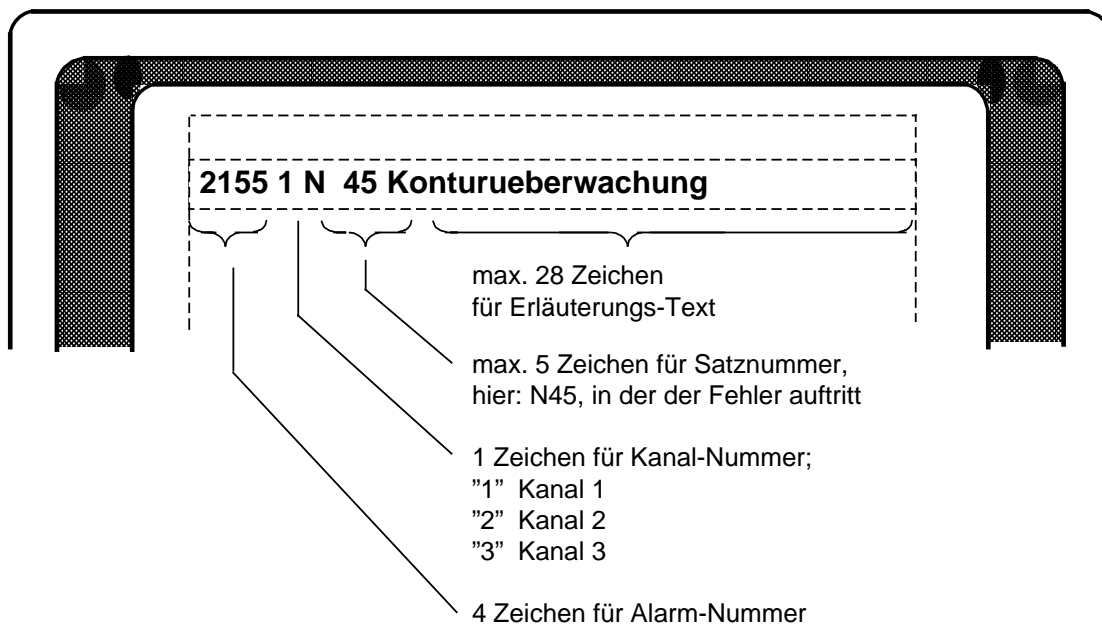 2155 1 N 45 Konturueberwachung
max. 28 Zeichen
für Erläuterungs-Text
max. 5 Zeichen für Satznummer,
hier: N45, in der der Fehler auftritt
1 Zeichen für Kanal-Nummer;
”1” Kanal 1
”2” Kanal 2
”3” Kanal 3
4 Zeichen für Alarm-Nummer